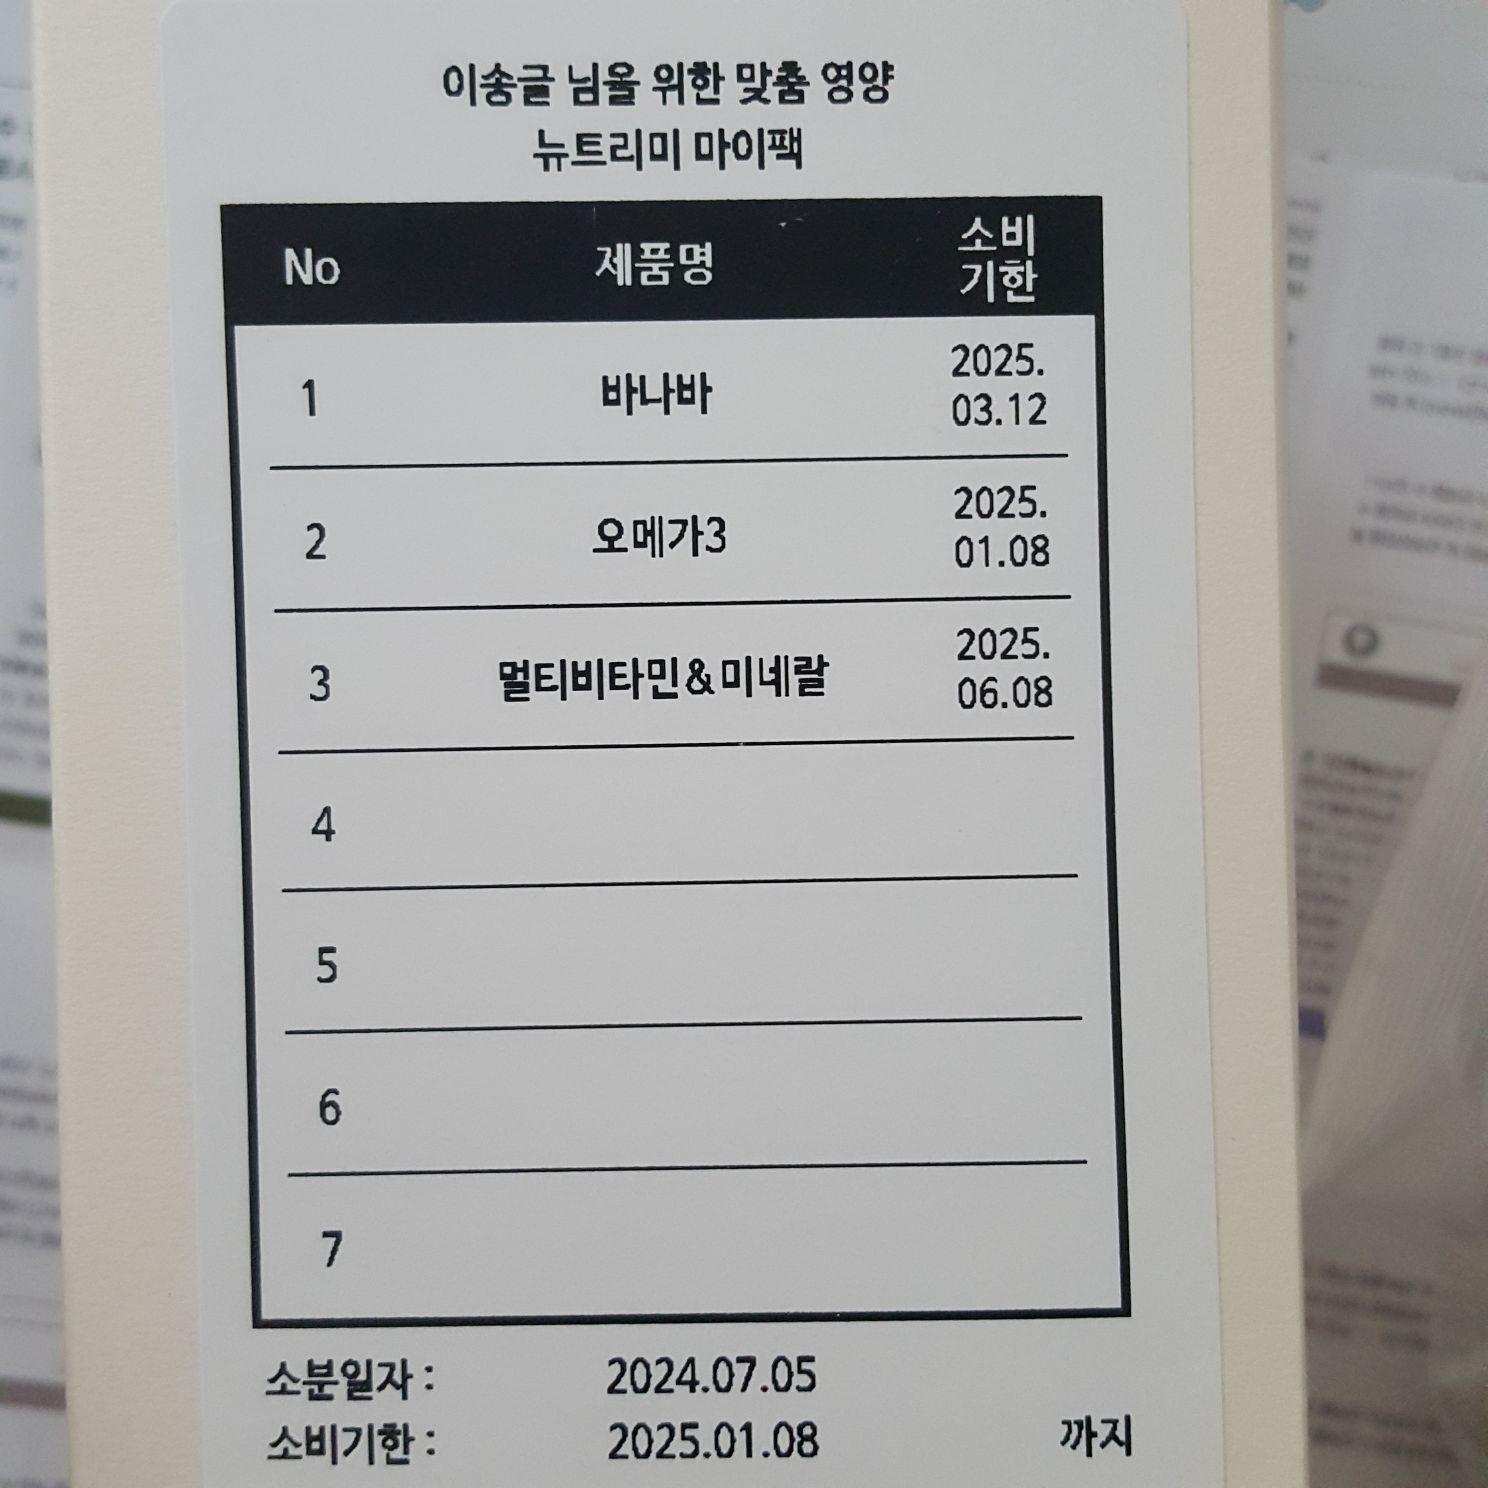 이송글 님을 위한 맞춤 영양
뉴트리미 마이팩
No 제품명 소비
기한
1 바나바 2025.
03.12
2 오메가3 2025.
01.08
3 멀티비타민&미네랄 2025.
06.08
4
5
6
7
소분일자 : 2024.07.05
소비기한 : 2025.01.08 까지